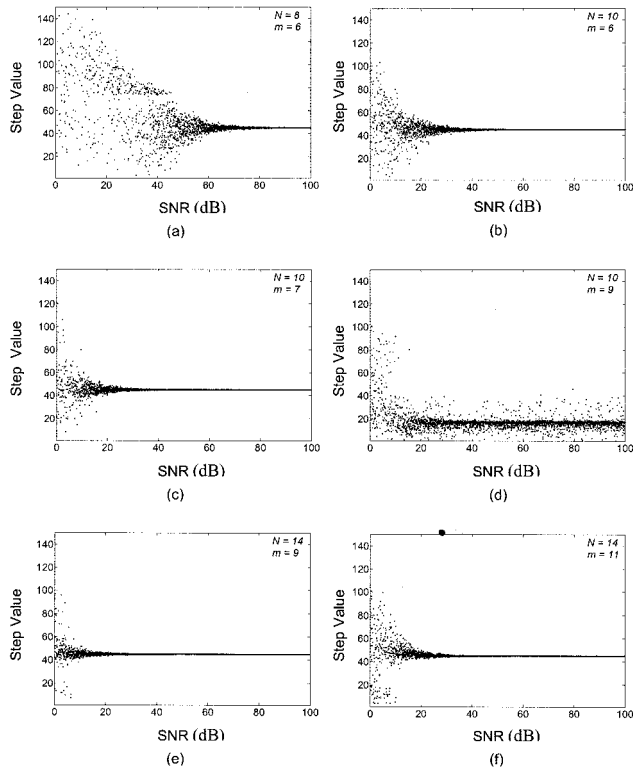 N = 8
m = 6
140
120
100
80
60
40
20
Step Value
0 20 40 60 80 100
SNR (dB)
(a)
N = 10
m = 6
140
120
100
80
60
40
20
Step Value
0 20 40 60 80 100
SNR (dB)
(b)
N = 10
m = 7
140
120
100
80
60
40
20
Step Value
0 20 40 60 80 100
SNR (dB)
(c)
N = 10
m = 9
140
120
100
80
60
40
20
Step Value
0 20 40 60 80 100
SNR (dB)
(d)
N = 14
m = 9
140
120
100
80
60
40
20
Step Value
0 20 40 60 80 100
SNR (dB)
(e)
N = 14
m = 11
140
120
100
80
60
40
20
Step Value
0 20 40 60 80 100
SNR (dB)
(f)